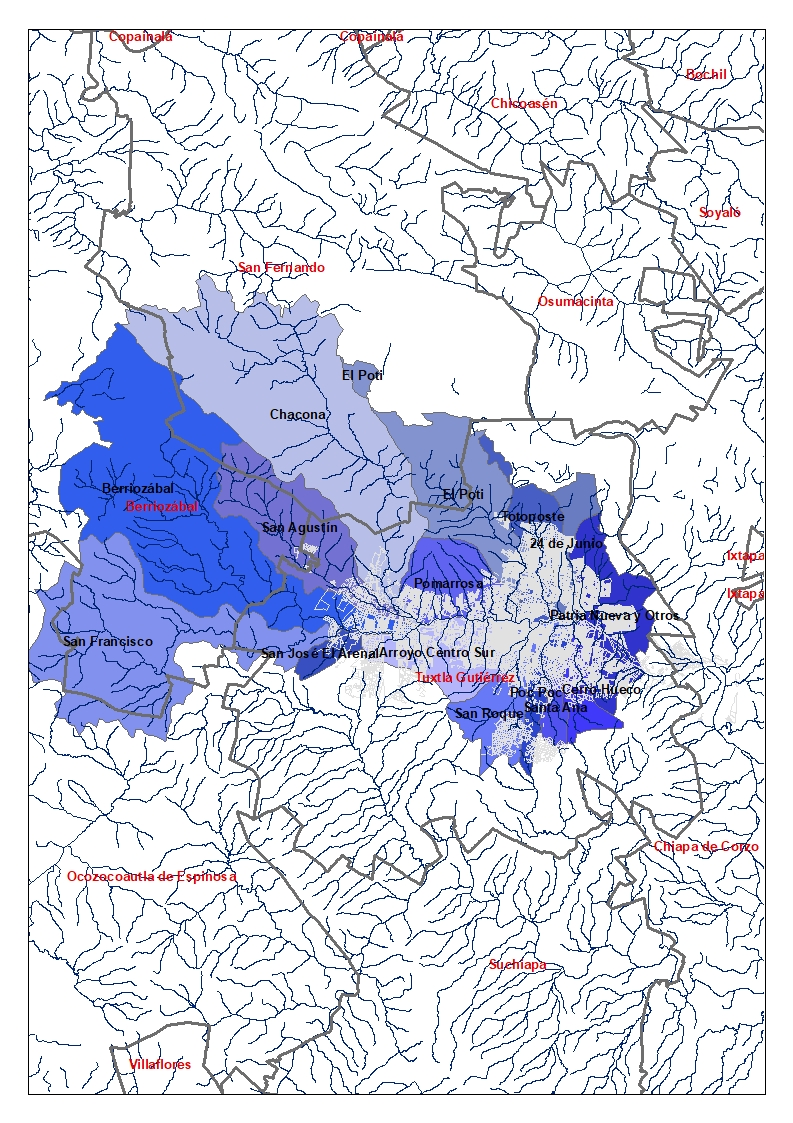 Copainalá
Copainalá
Bochil
Chicoasén
Soyaló
San Fernando
Osumacinta
El Poti
Chacona
Berriozábal
El Poti
Berriozábal
Totoposte
San Agustín
24 de Junio
Ixtapa
Pomarrosa
Ixtapa
Patria Nueva y Otros
San Francisco
San José El Arenal
Arroyo Centro Sur
Tuxtla Gutiérrez
Poc Poc
Cerro Hueco
Santa Ana
San Roque
Chiapa de Corzo
Ocozocoautla de Espinosa
Suchiapa
Villaflores